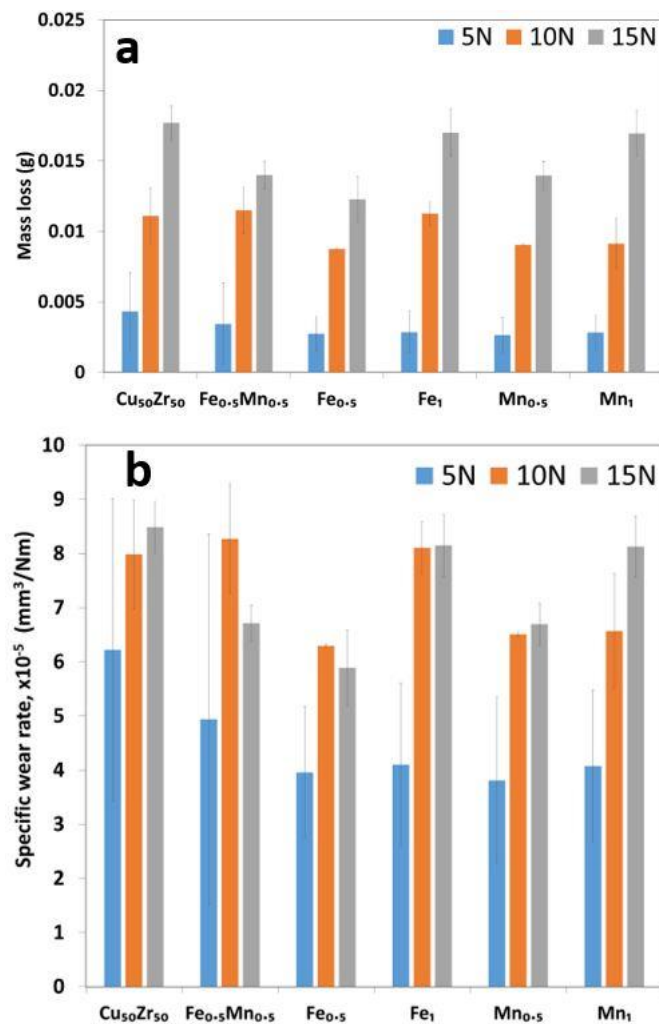 a
5N 10N 15N
Mass loss (g)
0.025
0.02
0.015
0.01
0.005
0
Cu₅₀Zr₅₀ Fe₀.₅Mn₀.₅ Fe₀.₅ Fe₁ Mn₀.₅ Mn₁
b
5N 10N 15N
Specific wear rate, x10⁻⁵ (mm³/Nm)
10
9
8
7
6
5
4
3
2
1
0
Cu₅₀Zr₅₀ Fe₀.₅Mn₀.₅ Fe₀.₅ Fe₁ Mn₀.₅ Mn₁